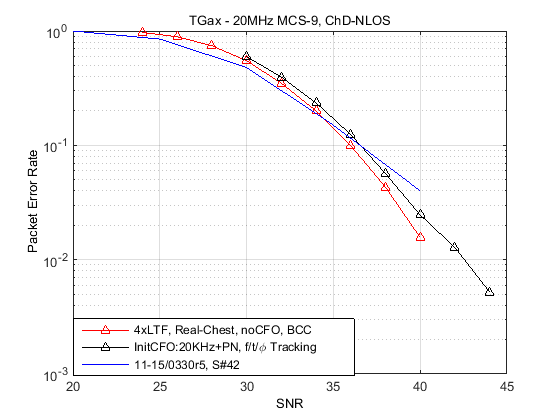 TGax - 20MHz MCS-9, ChD-NLOS
10^0
10^-1
10^-2
10^-3
Packet Error Rate
4xLTF, Real-Chest, noCFO, BCC
InitCFO:20KHz+PN, f/t/ϕ Tracking
11-15/0330r5, S#42
20 25 30 35 40 45
SNR